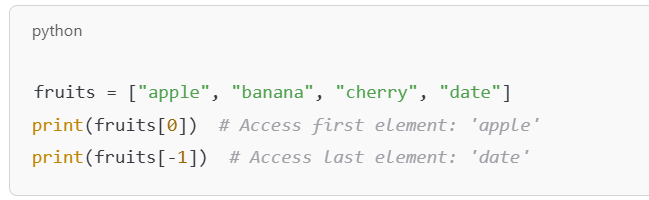 python
fruits = ["apple", "banana", "cherry", "date"]
print(fruits[0])  # Access first element: 'apple'
print(fruits[-1])  # Access last element: 'date'